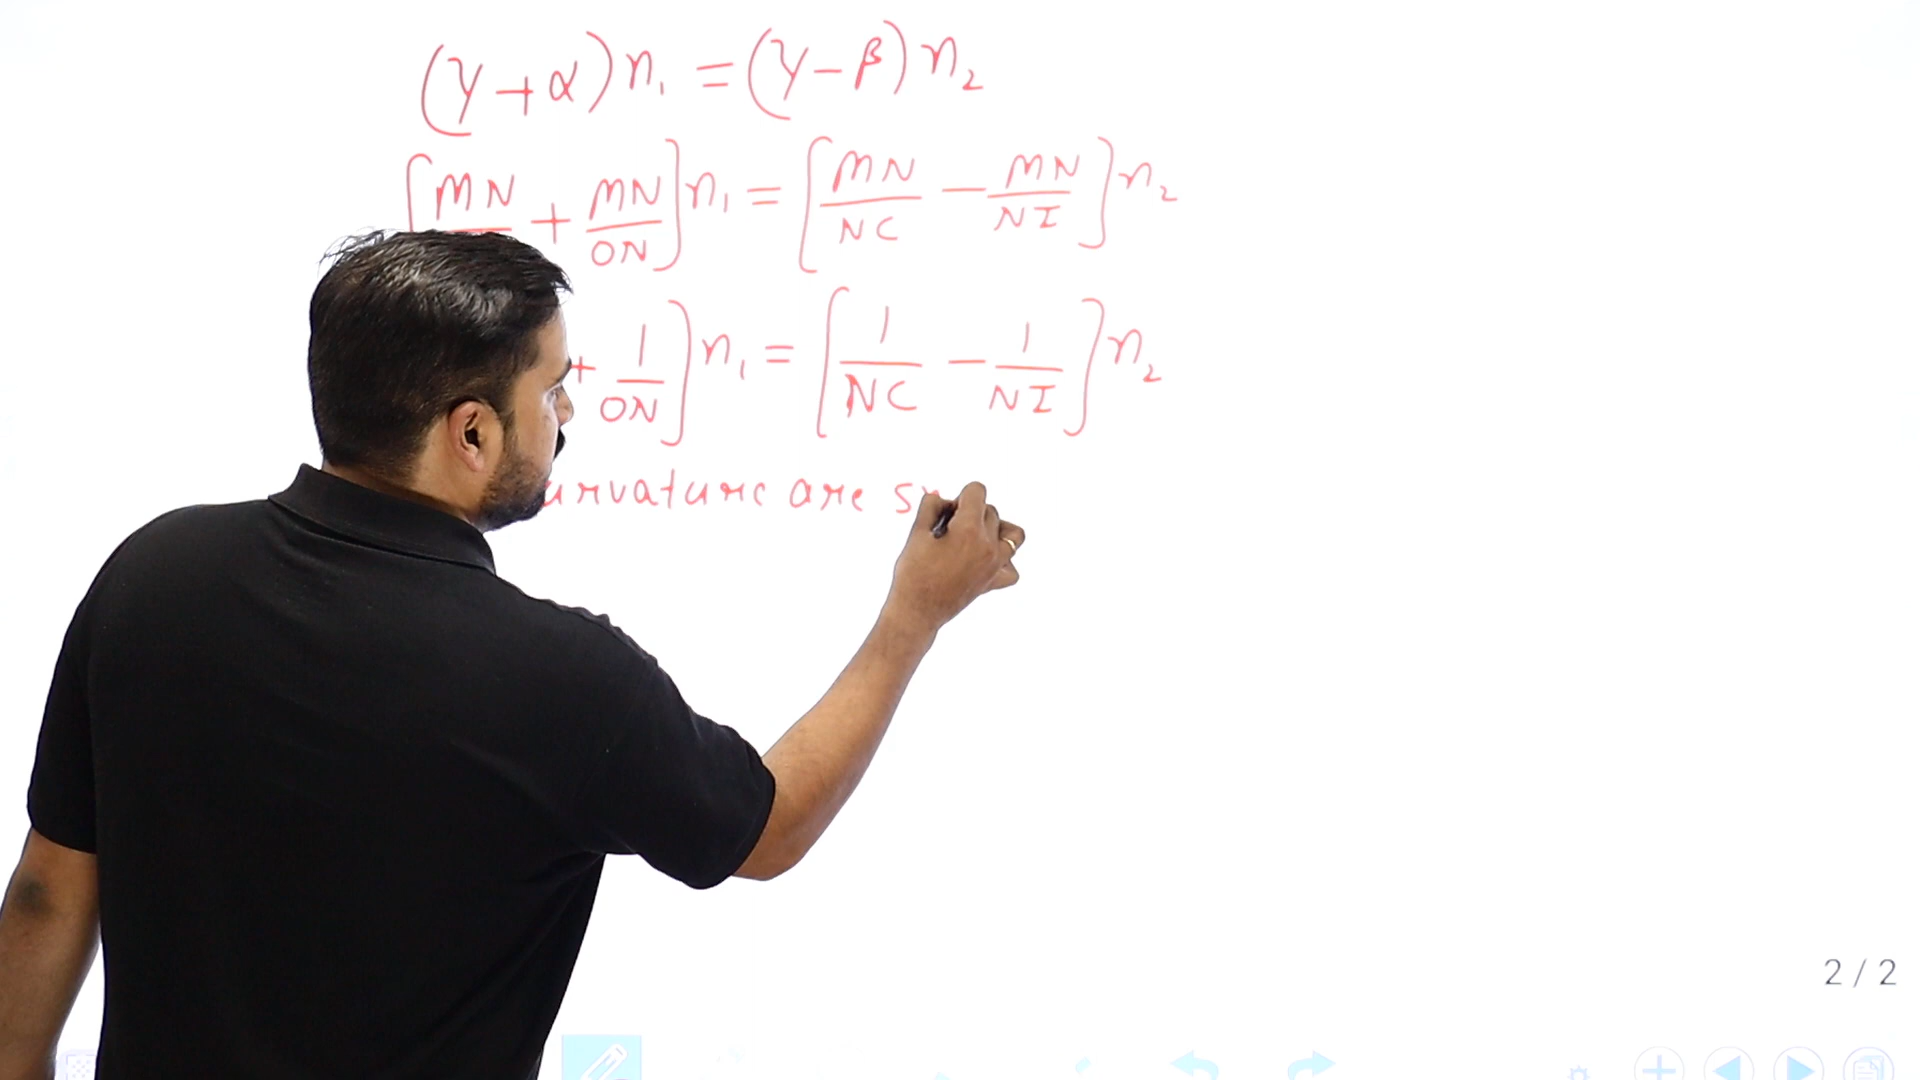 (γ + α) n₁ = (γ - β) n₂
[MN + MN/ON] n₁ = [MN/NC - MN/NI] n₂
+ 1/ON] n₁ = [1/NC - 1/NI] n₂
urvature are
2 / 2